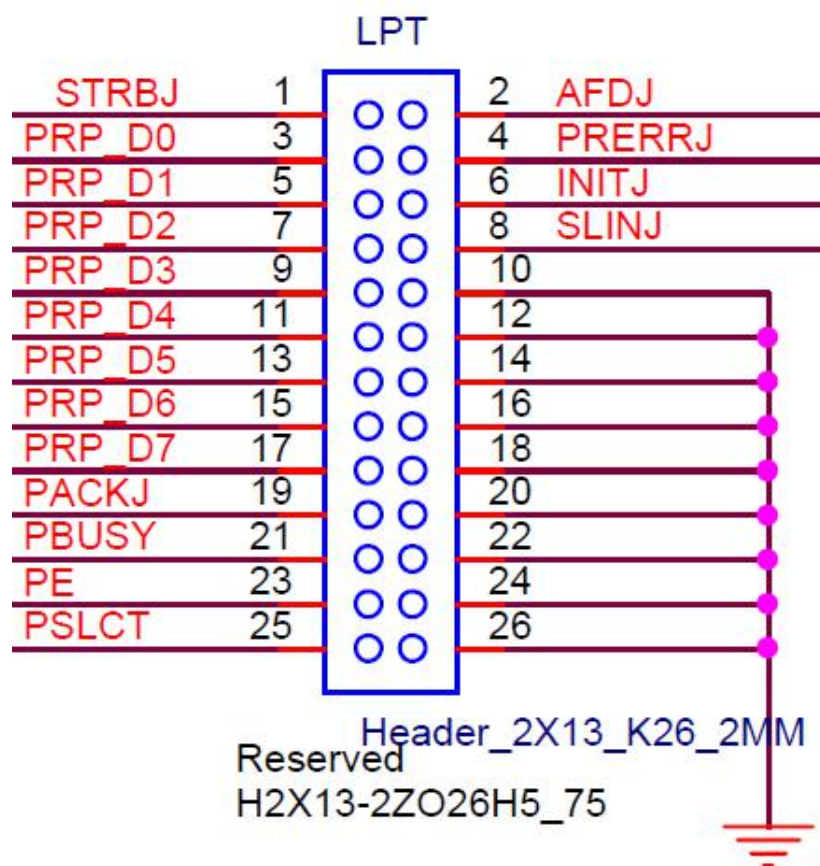 LPT
STRBJ 1 2 AFDJ
PRP_D0 3 4 PRERRJ
PRP_D1 5 6 INITJ
PRP_D2 7 8 SLINJ
PRP_D3 9 10
PRP_D4 11 12
PRP_D5 13 14
PRP_D6 15 16
PRP_D7 17 18
PACKJ 19 20
PBUSY 21 22
PE 23 24
PSLCT 25 26
Header_2X13_K26_2MM
Reserved
H2X13-2ZO26H5_75